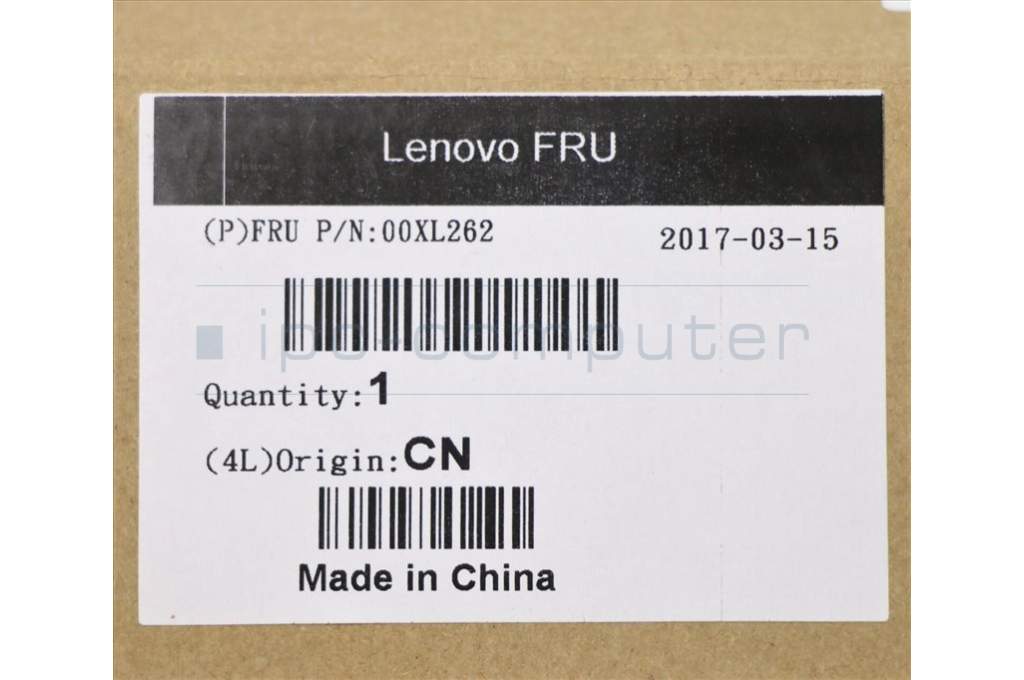 Lenovo FRU
(P)FRU P/N:00XL262
2017-03-15
ipc-computer
Quantity:1
(4L)Origin:CN
Made in China